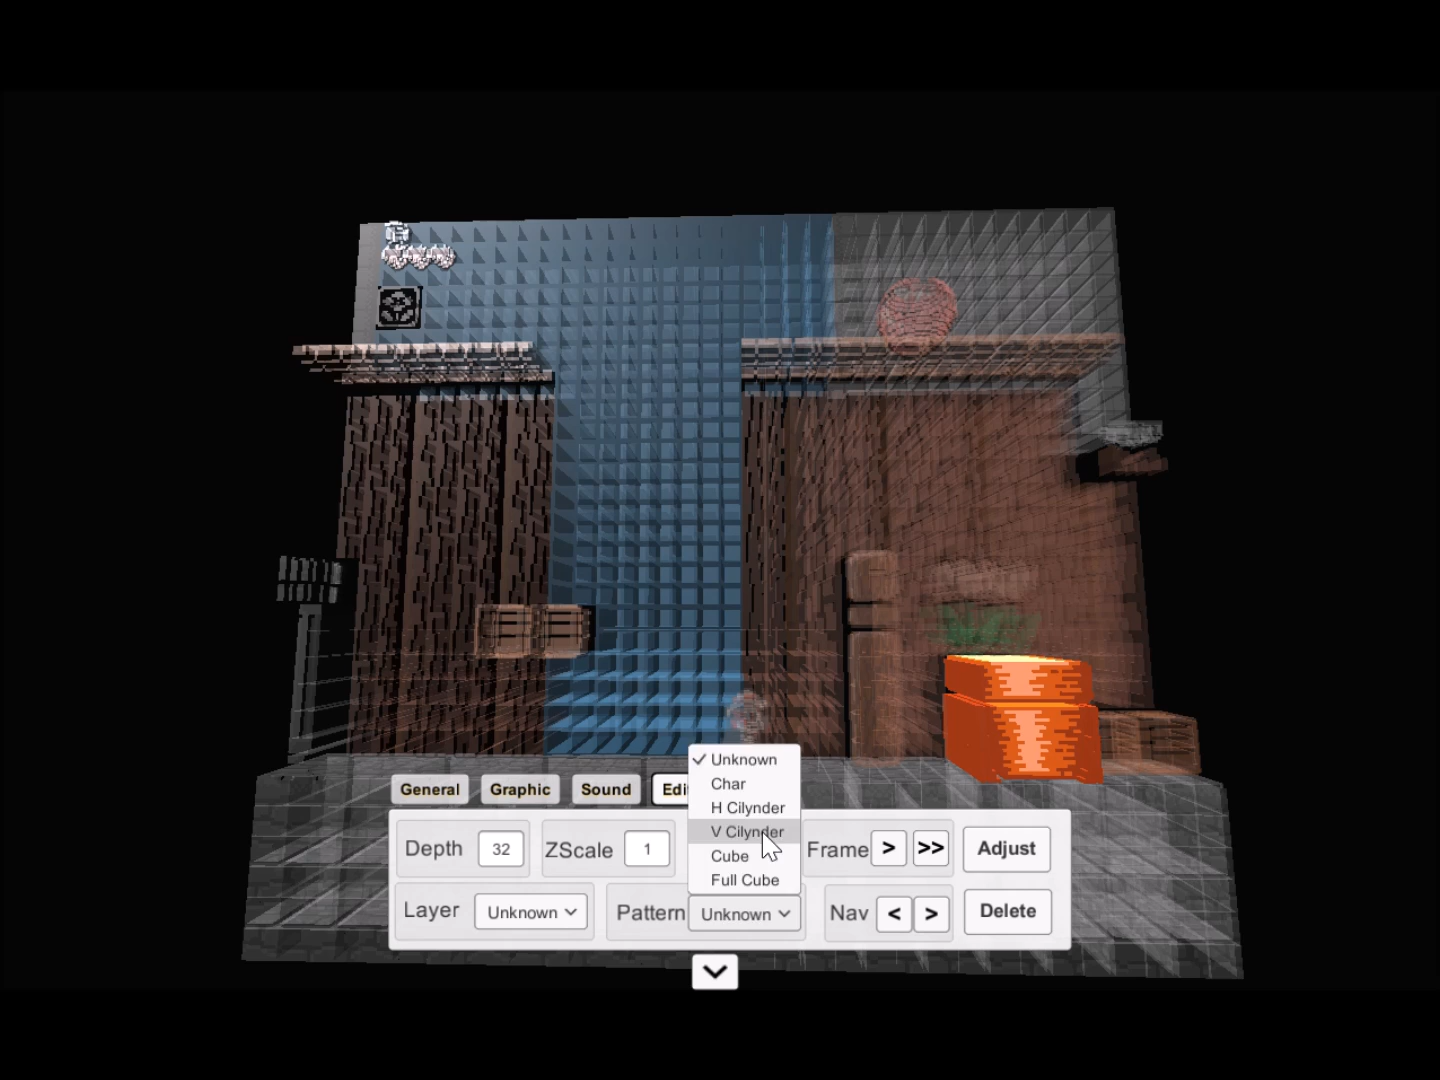 Unknown
Char
General Graphic Sound Edi
H Cilynder
V Cilynder
Depth 32 ZScale 1 Frame > >> Adjust
Cube
Full Cube
Layer Unknown Pattern Unknown Nav < > Delete